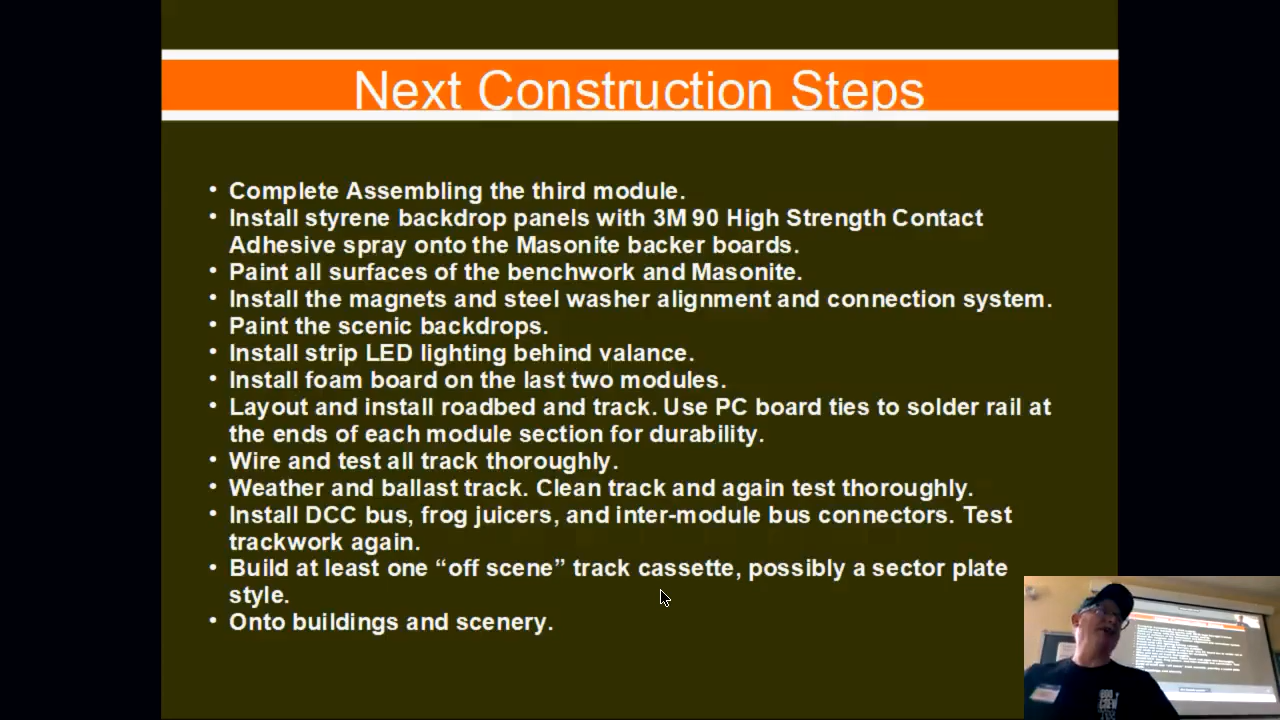 Next Construction Steps
• Complete Assembling the third module.
• Install styrene backdrop panels with 3M 90 High Strength Contact
Adhesive spray onto the Masonite backer boards.
• Paint all surfaces of the benchwork and Masonite.
• Install the magnets and steel washer alignment and connection system.
• Paint the scenic backdrops.
• Install strip LED lighting behind valance.
• Install foam board on the last two modules.
• Layout and install roadbed and track. Use PC board ties to solder rail at
the ends of each module section for durability.
• Wire and test all track thoroughly.
• Weather and ballast track. Clean track and again test thoroughly.
• Install DCC bus, frog juicers, and inter-module bus connectors. Test
trackwork again.
• Build at least one “off scene” track cassette, possibly a sector plate
style.
• Onto buildings and scenery.